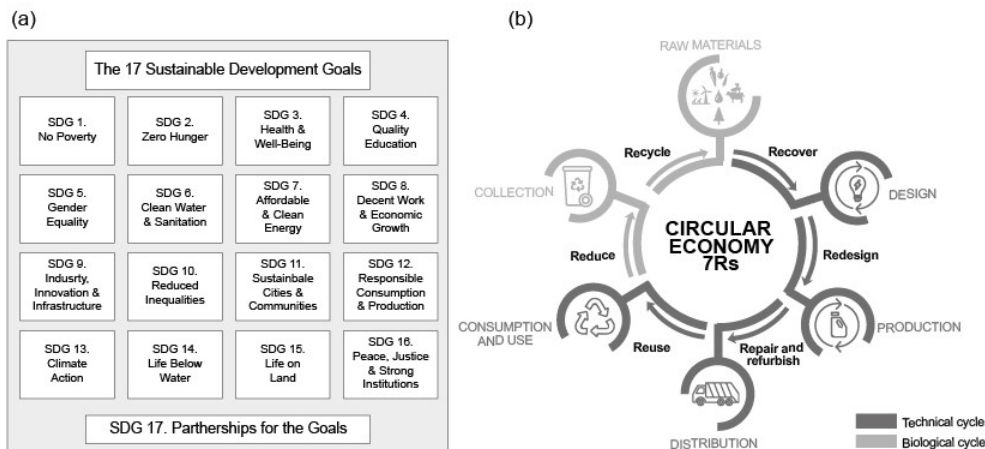 (a)
The 17 Sustainable Development Goals
SDG 1.
No Poverty
SDG 2.
Zero Hunger
SDG 3.
Health &
Well-Being
SDG 4.
Quality
Education
SDG 5.
Gender
Equality
SDG 6.
Clean Water
& Sanitation
SDG 7.
Affordable
& Clean
Energy
SDG 8.
Decent Work
& Economic
Growth
SDG 9.
Indusrty,
Innovation &
Infrastructure
SDG 10.
Reduced
Inequalities
SDG 11.
Sustainbale
Cities &
Communities
SDG 12.
Responsible
Consumption
& Production
SDG 13.
Climate
Action
SDG 14.
Life Below
Water
SDG 15.
Life on
Land
SDG 16.
Peace, Justice
& Strong
Institutions
SDG 17. Partherships for the Goals
(b)
RAW MATERIALS
Recycle
Recover
COLLECTION
DESIGN
CIRCULAR
ECONOMY
7Rs
Reduce
Redesign
CONSUMPTION
AND USE
PRODUCTION
Reuse
Repair and
refurbish
DISTRIBUTION
Technical cycle
Biological cycle